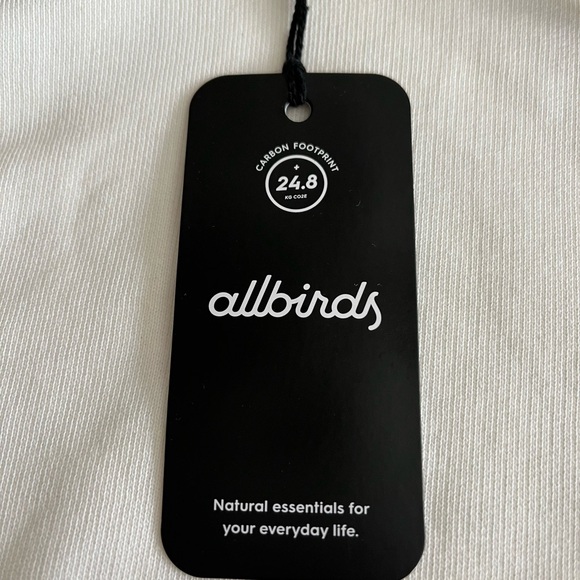 CARBON FOOTPRINT
+
24.8
KG CO2E
allbirds
Natural essentials for
your everyday life.